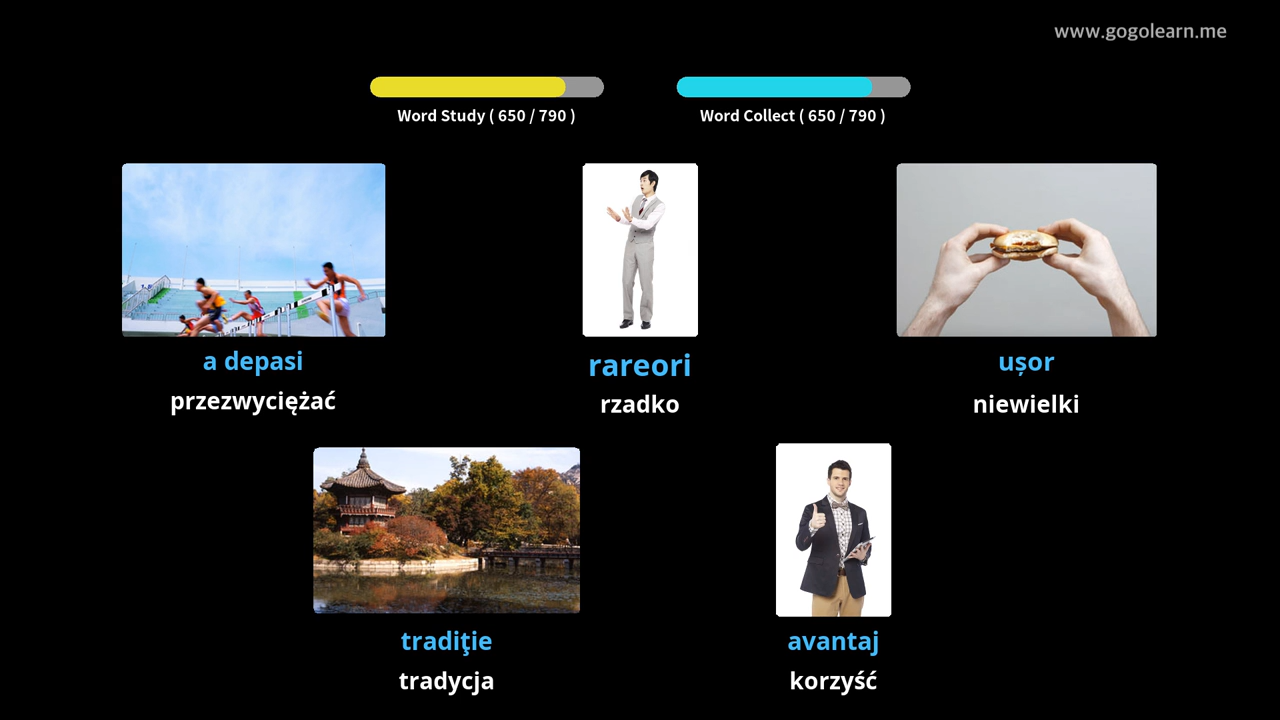 www.gogolearn.me
Word Study ( 650 / 790 )
Word Collect ( 650 / 790 )
a depasi
przezwyciężać
rareori
rzadko
ușor
niewielki
tradiţie
tradycja
avantaj
korzyść